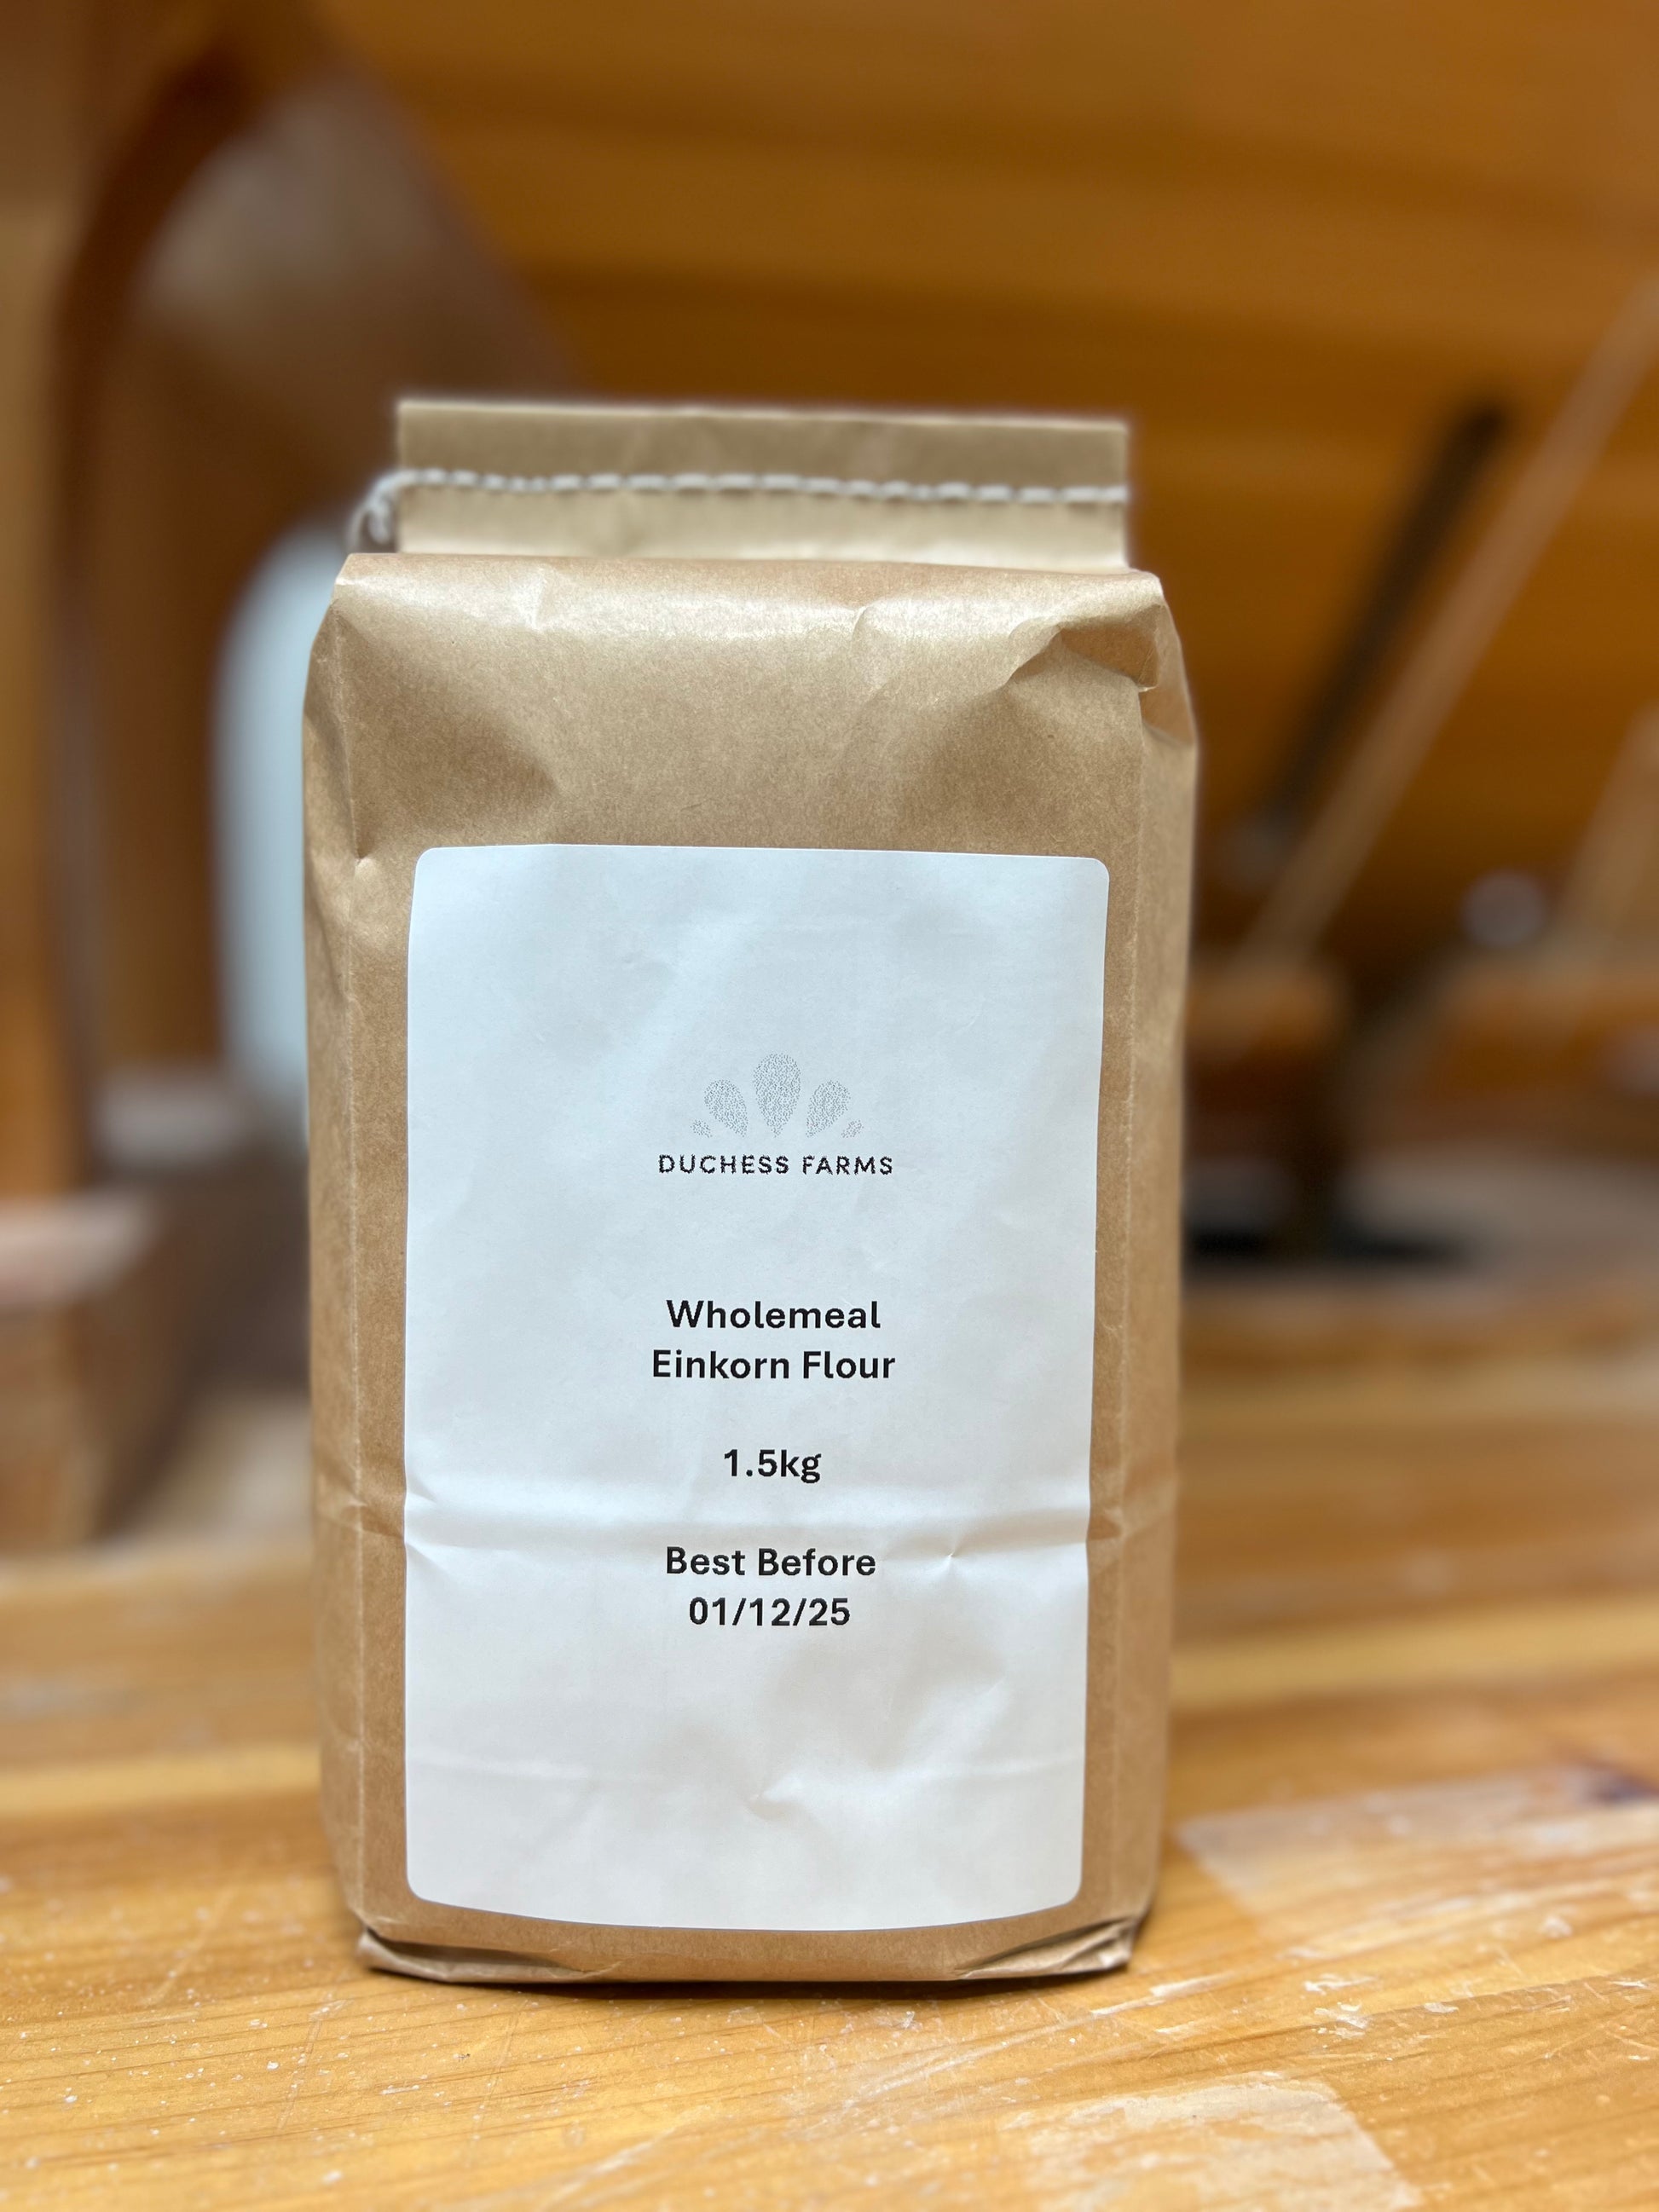 DUCHESS FARMS
Wholemeal
Einkorn Flour
1.5kg
Best Before
01/12/25